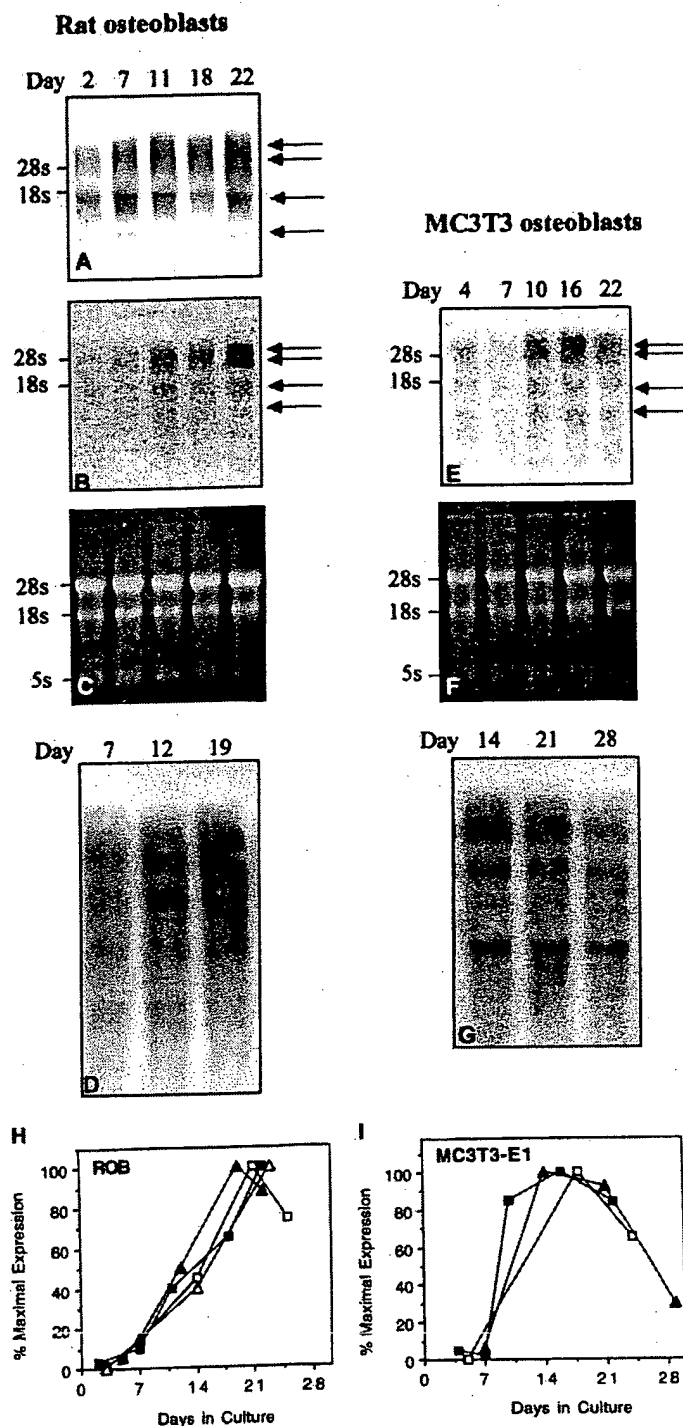 Rat osteoblasts
Day 2 7 11 18 22
28s
18s
A
28s
18s
B
28s
18s
5s
C
Day 7 12 19
D
MC3T3 osteoblasts
Day 4 7 10 16 22
28s
18s
E
28s
18s
5s
F
Day 14 21 28
G
H
ROB
% Maximal Expression
100
80
60
40
20
0
0 7 14 21 28
Days in Culture
I
MC3T3-E1
% Maximal Expression
100
80
60
40
20
0
0 7 14 21 28
Days in Culture